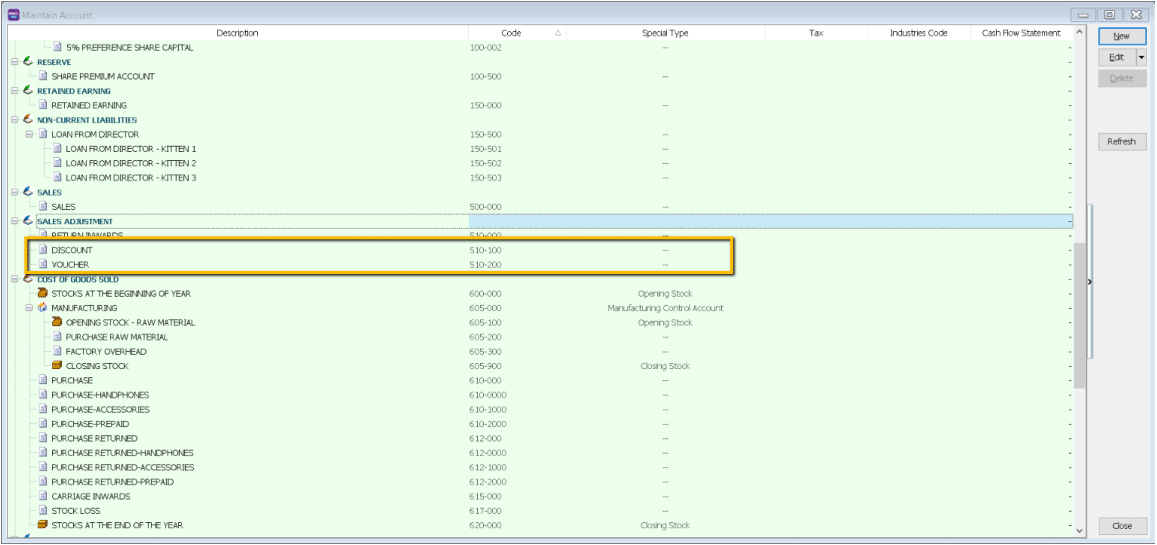 Maintain Account
Description Code Special Type Tax Industries Code Cash Flow Statement
5% PREFERENCE SHARE CAPITAL 100-002 --- -
RESERVE -
SHARE PREMIUM ACCOUNT 100-500 --- -
RETAINED EARNING -
RETAINED EARNING 150-000 --- -
NON-CURRENT LIABILITIES -
LOAN FROM DIRECTOR 150-500 --- -
LOAN FROM DIRECTOR - KITTEN 1 150-501 --- -
LOAN FROM DIRECTOR - KITTEN 2 150-502 --- -
LOAN FROM DIRECTOR - KITTEN 3 150-503 --- -
SALES -
SALES 500-000 --- -
SALES ADJUSTMENT -
RETURN INWARDS 510-000 --- -
DISCOUNT 510-100 --- -
VOUCHER 510-200 --- -
COST OF GOODS SOLD -
STOCKS AT THE BEGINNING OF YEAR 600-000 Opening Stock -
MANUFACTURING 605-000 Manufacturing Control Account -
OPENING STOCK - RAW MATERIAL 605-100 Opening Stock -
PURCHASE RAW MATERIAL 605-200 --- -
FACTORY OVERHEAD 605-300 --- -
CLOSING STOCK 605-900 Closing Stock -
PURCHASE 610-000 --- -
PURCHASE-HANDPHONES 610-0000 --- -
PURCHASE-ACCESSORIES 610-1000 --- -
PURCHASE-PREPAID 610-2000 --- -
PURCHASE RETURNED 612-000 --- -
PURCHASE RETURNED-HANDPHONES 612-0000 --- -
PURCHASE RETURNED-ACCESSORIES 612-1000 --- -
PURCHASE RETURNED-PREPAID 612-2000 --- -
CARRIAGE INWARDS 615-000 --- -
STOCK LOSS 617-000 --- -
STOCKS AT THE END OF THE YEAR 620-000 Closing Stock -
New
Edit
Delete
Refresh
Close